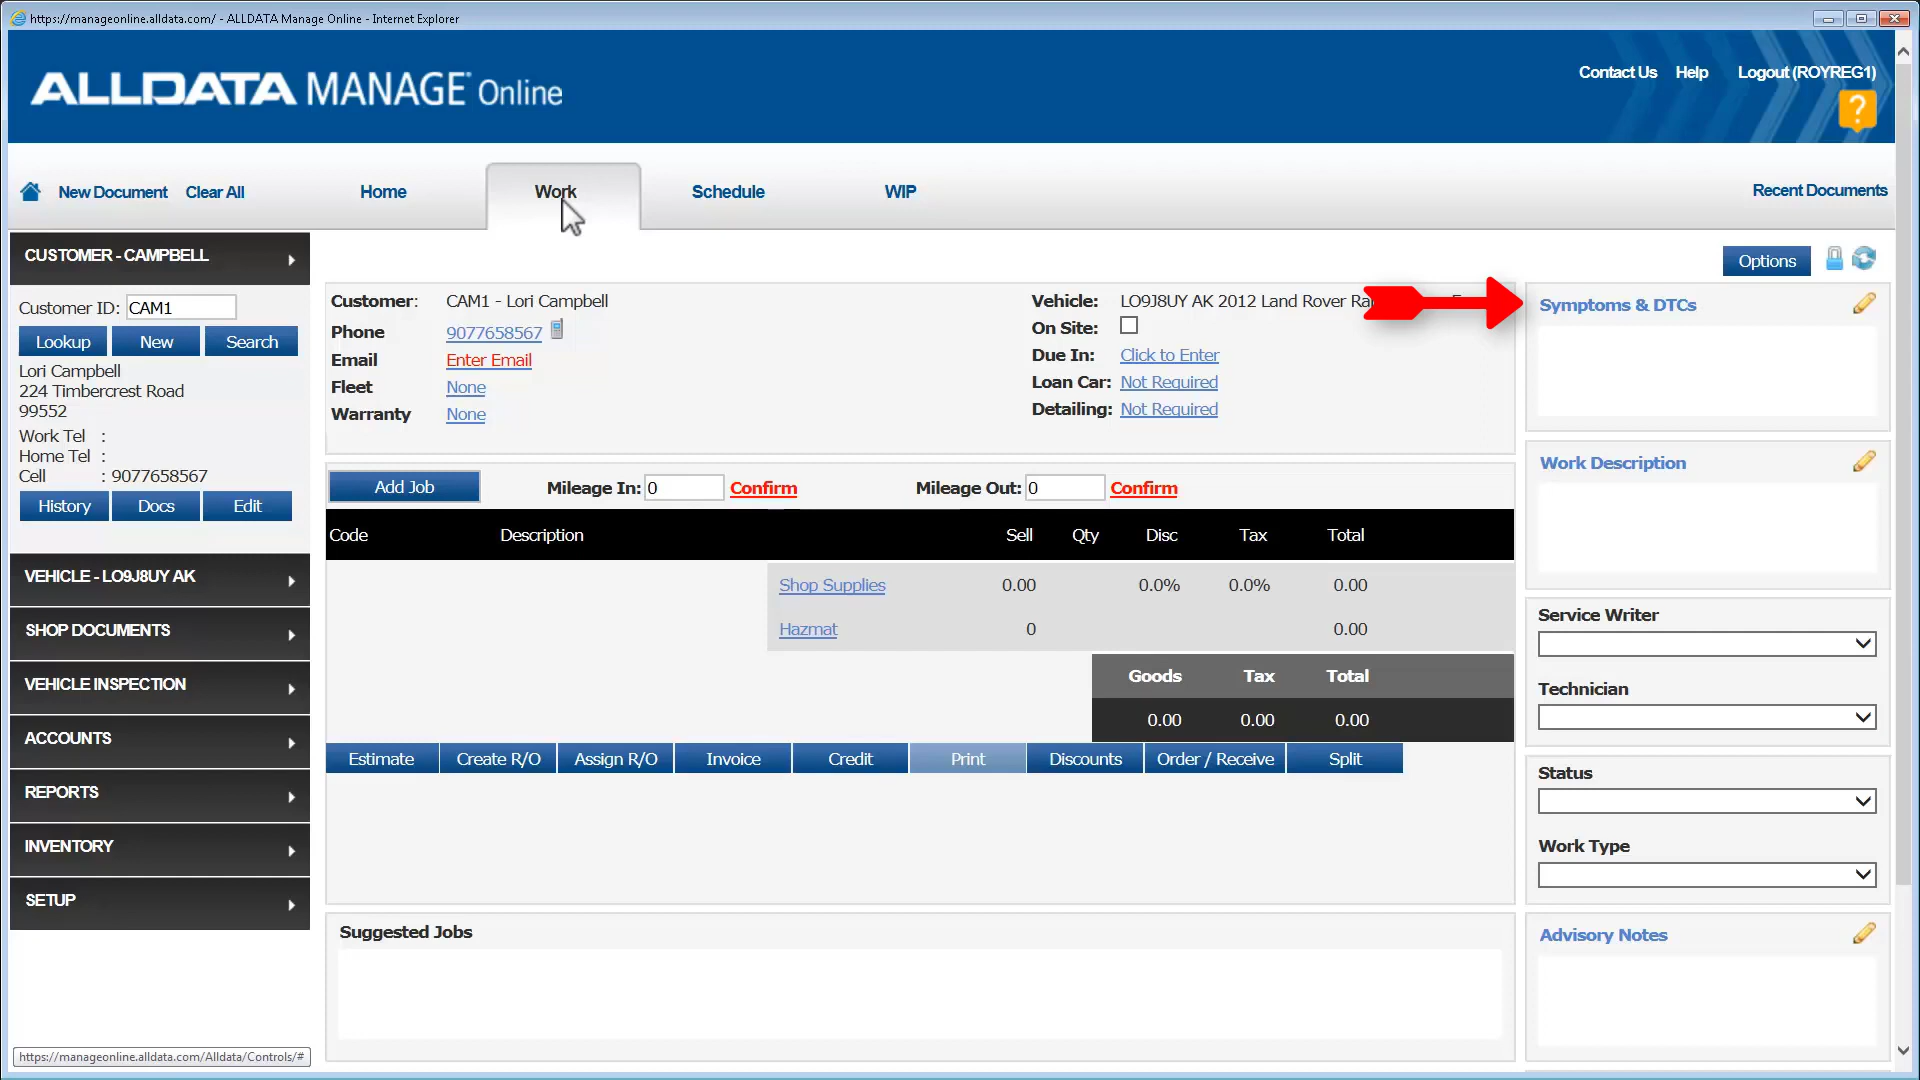 https://manageonline.alldata.com/ - ALLDATA Manage Online - Internet Explorer
ALLDATA MANAGE Online
Contact Us Help Logout (ROYREG1)
?
New Document Clear All Home Work Schedule WIP Recent Documents
CUSTOMER - CAMPBELL
Customer ID: CAM1
Lookup New Search
Lori Campbell
224 Timbercrest Road
99552
Work Tel :
Home Tel :
Cell : 9077658567
History Docs Edit
VEHICLE - LO9J8UY AK
SHOP DOCUMENTS
VEHICLE INSPECTION
ACCOUNTS
REPORTS
INVENTORY
SETUP
Options
Customer: CAM1 - Lori Campbell
Phone 9077658567
Email Enter Email
Fleet None
Warranty None
Vehicle: LO9J8UY AK 2012 Land Rover
On Site:
Due In: Click to Enter
Loan Car: Not Required
Detailing: Not Required
Add Job Mileage In: 0 Confirm Mileage Out: 0 Confirm
Code Description Sell Qty Disc Tax Total
Shop Supplies 0.00 0.0% 0.0% 0.00
Hazmat 0 0.00
Goods Tax Total
0.00 0.00 0.00
Estimate Create R/O Assign R/O Invoice Credit Print Discounts Order / Receive Split
Suggested Jobs
Symptoms & DTCs
Work Description
Service Writer
Technician
Status
Work Type
Advisory Notes
https://manageonline.alldata.com/Alldata/Controls/#